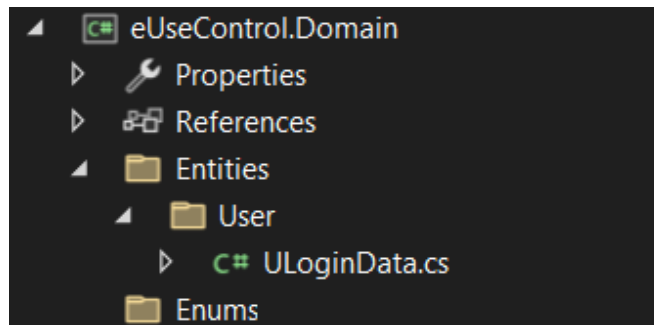 C# eUseControl.Domain
Properties
References
Entities
User
C# ULoginData.cs
Enums